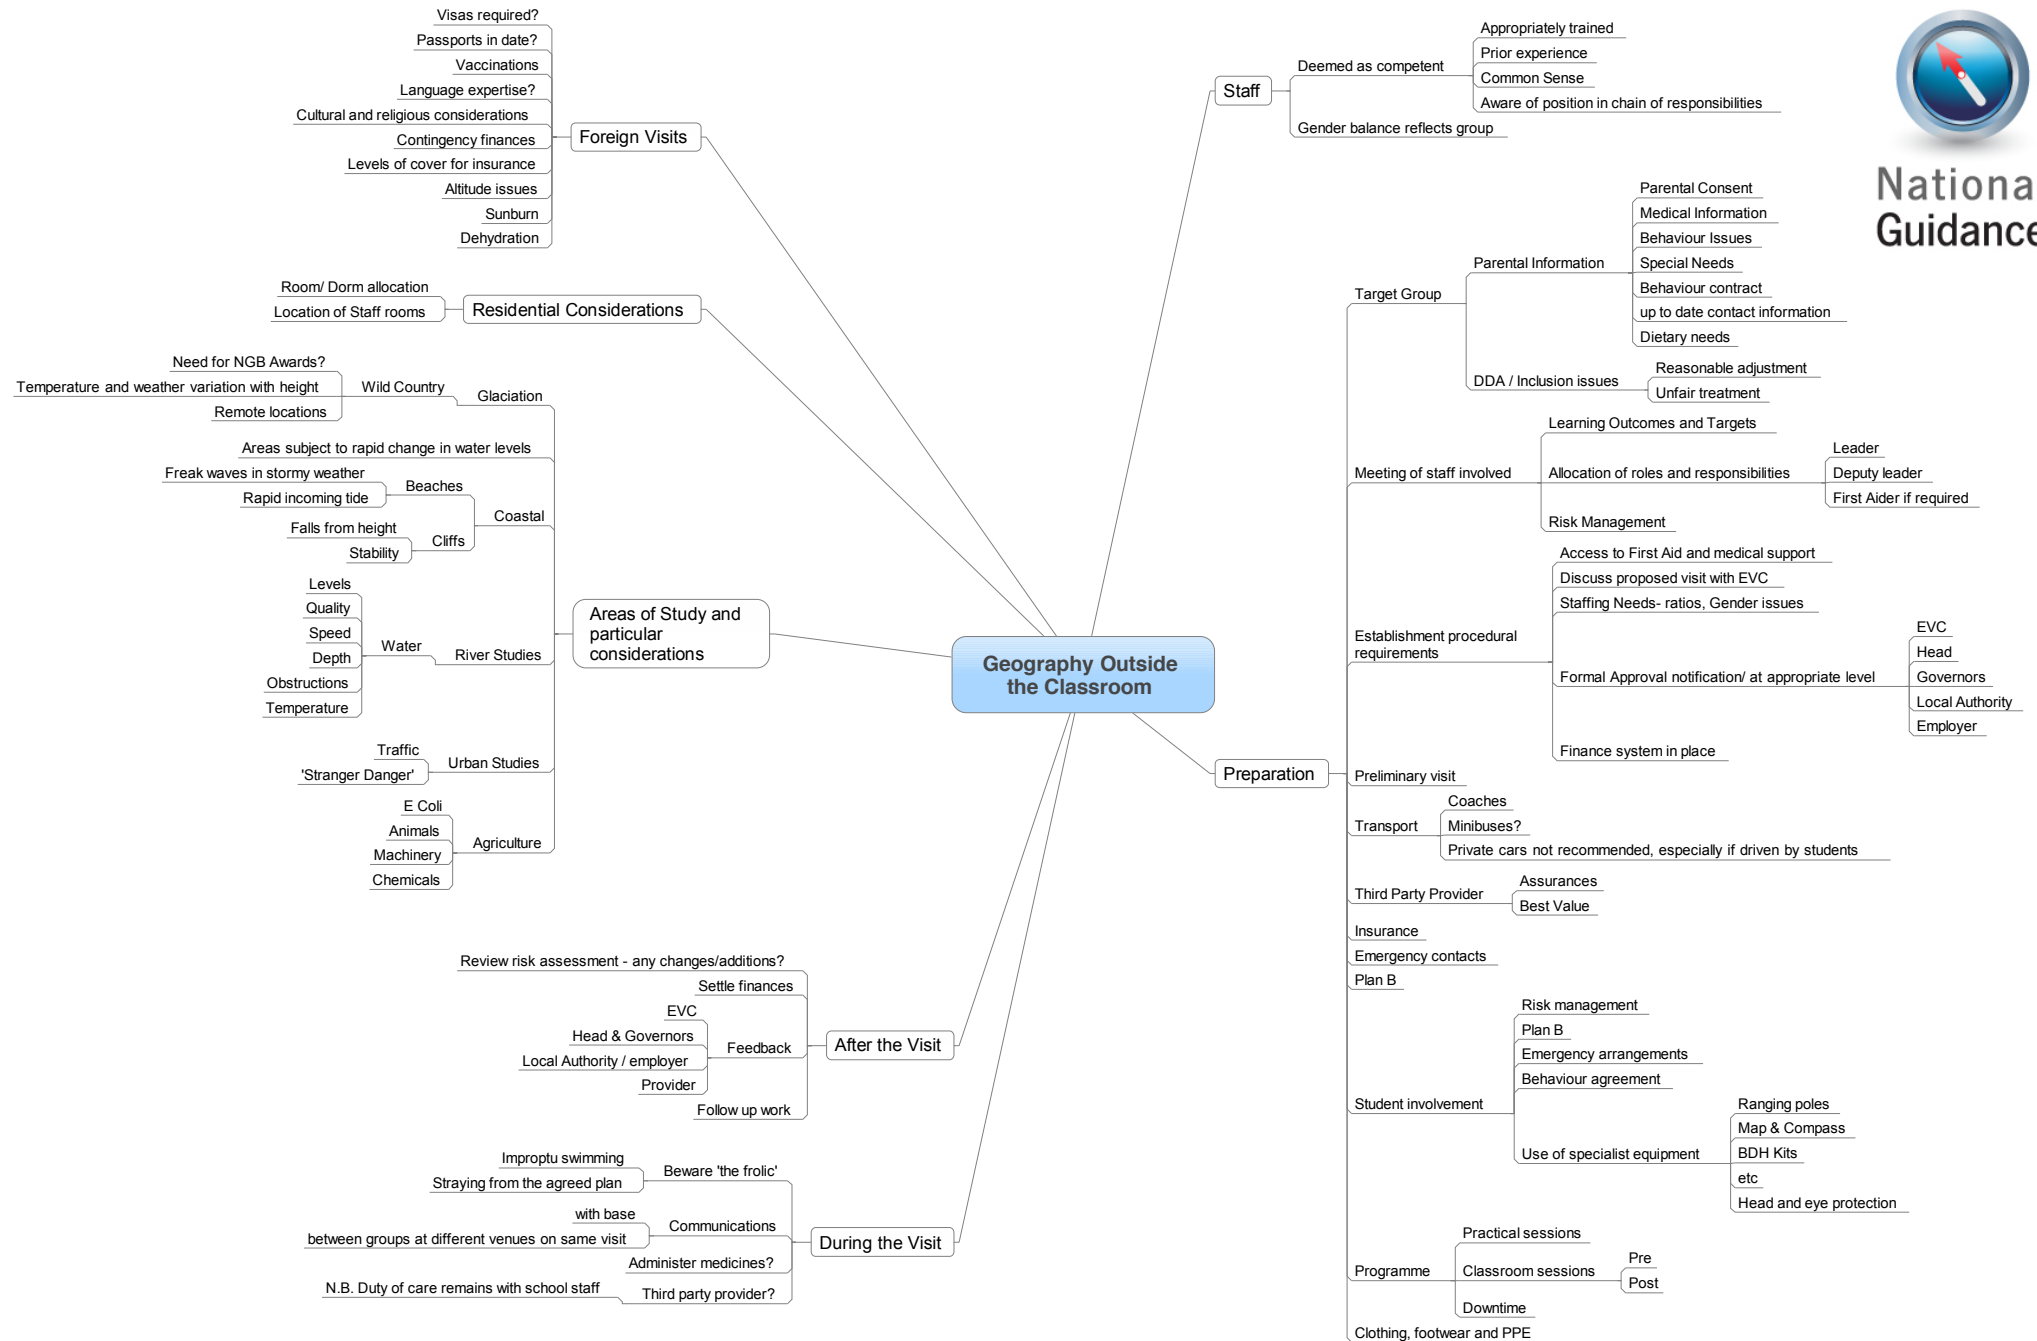 Geography Outside
the Classroom
Staff
Deemed as competent
Appropriately trained
Prior experience
Common Sense
Aware of position in chain of responsibilities
Gender balance reflects group
Nationa
Guidance
Preparation
Target Group
Parental Information
Parental Consent
Medical Information
Behaviour Issues
Special Needs
Behaviour contract
up to date contact information
Dietary needs
DDA / Inclusion issues
Reasonable adjustment
Unfair treatment
Meeting of staff involved
Learning Outcomes and Targets
Allocation of roles and responsibilities
Leader
Deputy leader
First Aider if required
Risk Management
Establishment procedural
requirements
Access to First Aid and medical support
Discuss proposed visit with EVC
Staffing Needs- ratios, Gender issues
Formal Approval notification/ at appropriate level
EVC
Head
Governors
Local Authority
Employer
Finance system in place
Preliminary visit
Transport
Coaches
Minibuses?
Private cars not recommended, especially if driven by students
Third Party Provider
Assurances
Best Value
Insurance
Emergency contacts
Plan B
Student involvement
Risk management
Plan B
Emergency arrangements
Behaviour agreement
Use of specialist equipment
Ranging poles
Map & Compass
BDH Kits
etc
Head and eye protection
Programme
Practical sessions
Classroom sessions
Pre
Post
Downtime
Clothing, footwear and PPE
Foreign Visits
Visas required?
Passports in date?
Vaccinations
Language expertise?
Cultural and religious considerations
Contingency finances
Levels of cover for insurance
Altitude issues
Sunburn
Dehydration
Residential Considerations
Room/ Dorm allocation
Location of Staff rooms
Areas of Study and
particular
considerations
Glaciation
Wild Country
Need for NGB Awards?
Temperature and weather variation with height
Remote locations
Areas subject to rapid change in water levels
Coastal
Beaches
Freak waves in stormy weather
Rapid incoming tide
Cliffs
Falls from height
Stability
River Studies
Water
Levels
Quality
Speed
Depth
Obstructions
Temperature
Urban Studies
Traffic
'Stranger Danger'
Agriculture
E Coli
Animals
Machinery
Chemicals
After the Visit
Review risk assessment - any changes/additions?
Settle finances
Feedback
EVC
Head & Governors
Local Authority / employer
Provider
Follow up work
During the Visit
Beware 'the frolic'
Improptu swimming
Straying from the agreed plan
Communications
with base
between groups at different venues on same visit
Administer medicines?
Third party provider?
N.B. Duty of care remains with school staff